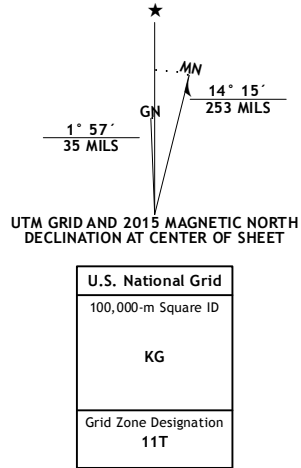 ★
MN
GN
14° 15´
253 MILS
1° 57´
35 MILS
UTM GRID AND 2015 MAGNETIC NORTH
DECLINATION AT CENTER OF SHEET
U.S. National Grid
100,000-m Square ID
KG
Grid Zone Designation
11T